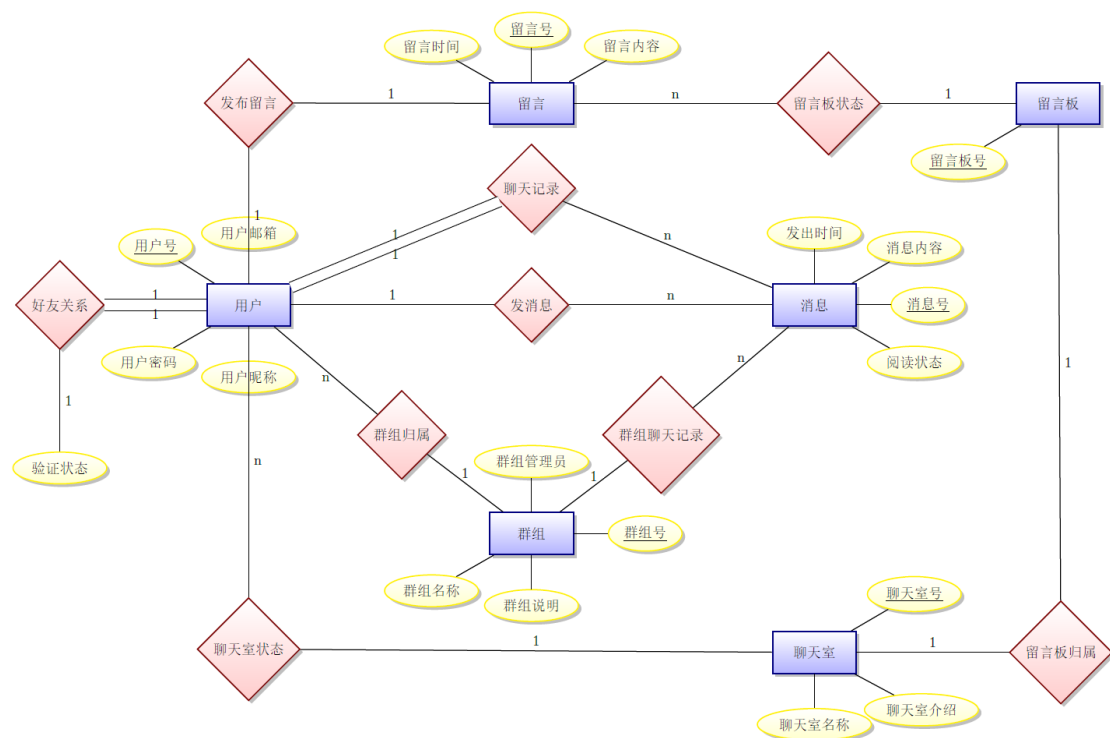 留言号
留言时间
留言内容
发布留言
1
留言
n
留言板状态
1
留言板
留言板号
聊天记录
1
用户邮箱
用户号
1
1
n
发出时间
消息内容
好友关系
1
1
用户
1
发消息
n
消息
消息号
用户密码
用户昵称
n
n
阅读状态
1
1
群组归属
群组聊天记录
验证状态
n
1
群组管理员
1
群组
群组号
群组名称
群组说明
聊天室号
聊天室状态
1
聊天室
1
留言板归属
聊天室名称
聊天室介绍